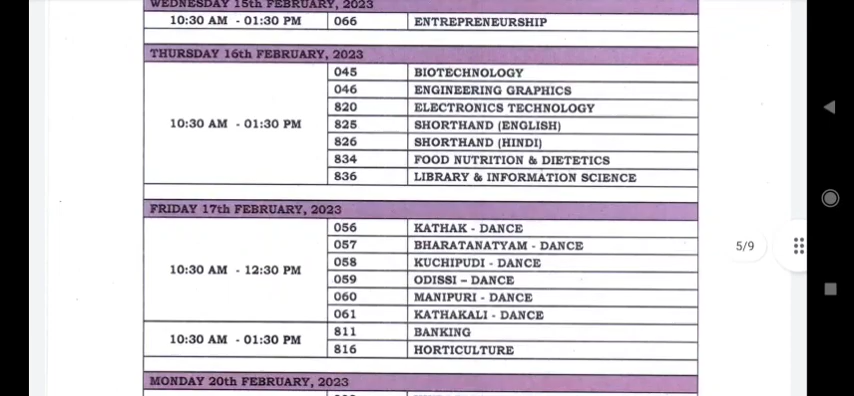 WEDNESDAY 15th FEBRUARY, 2023
10:30 AM - 01:30 PM 066 ENTREPRENEURSHIP
THURSDAY 16th FEBRUARY, 2023
045 BIOTECHNOLOGY
046 ENGINEERING GRAPHICS
820 ELECTRONICS TECHNOLOGY
10:30 AM - 01:30 PM 825 SHORTHAND (ENGLISH)
826 SHORTHAND (HINDI)
834 FOOD NUTRITION & DIETETICS
836 LIBRARY & INFORMATION SCIENCE
FRIDAY 17th FEBRUARY, 2023
056 KATHAK - DANCE
057 BHARATANATYAM - DANCE
058 KUCHIPUDI - DANCE
10:30 AM - 12:30 PM 059 ODISSI – DANCE
060 MANIPURI - DANCE
061 KATHAKALI - DANCE
10:30 AM - 01:30 PM 811 BANKING
816 HORTICULTURE
MONDAY 20th FEBRUARY, 2023
5/9